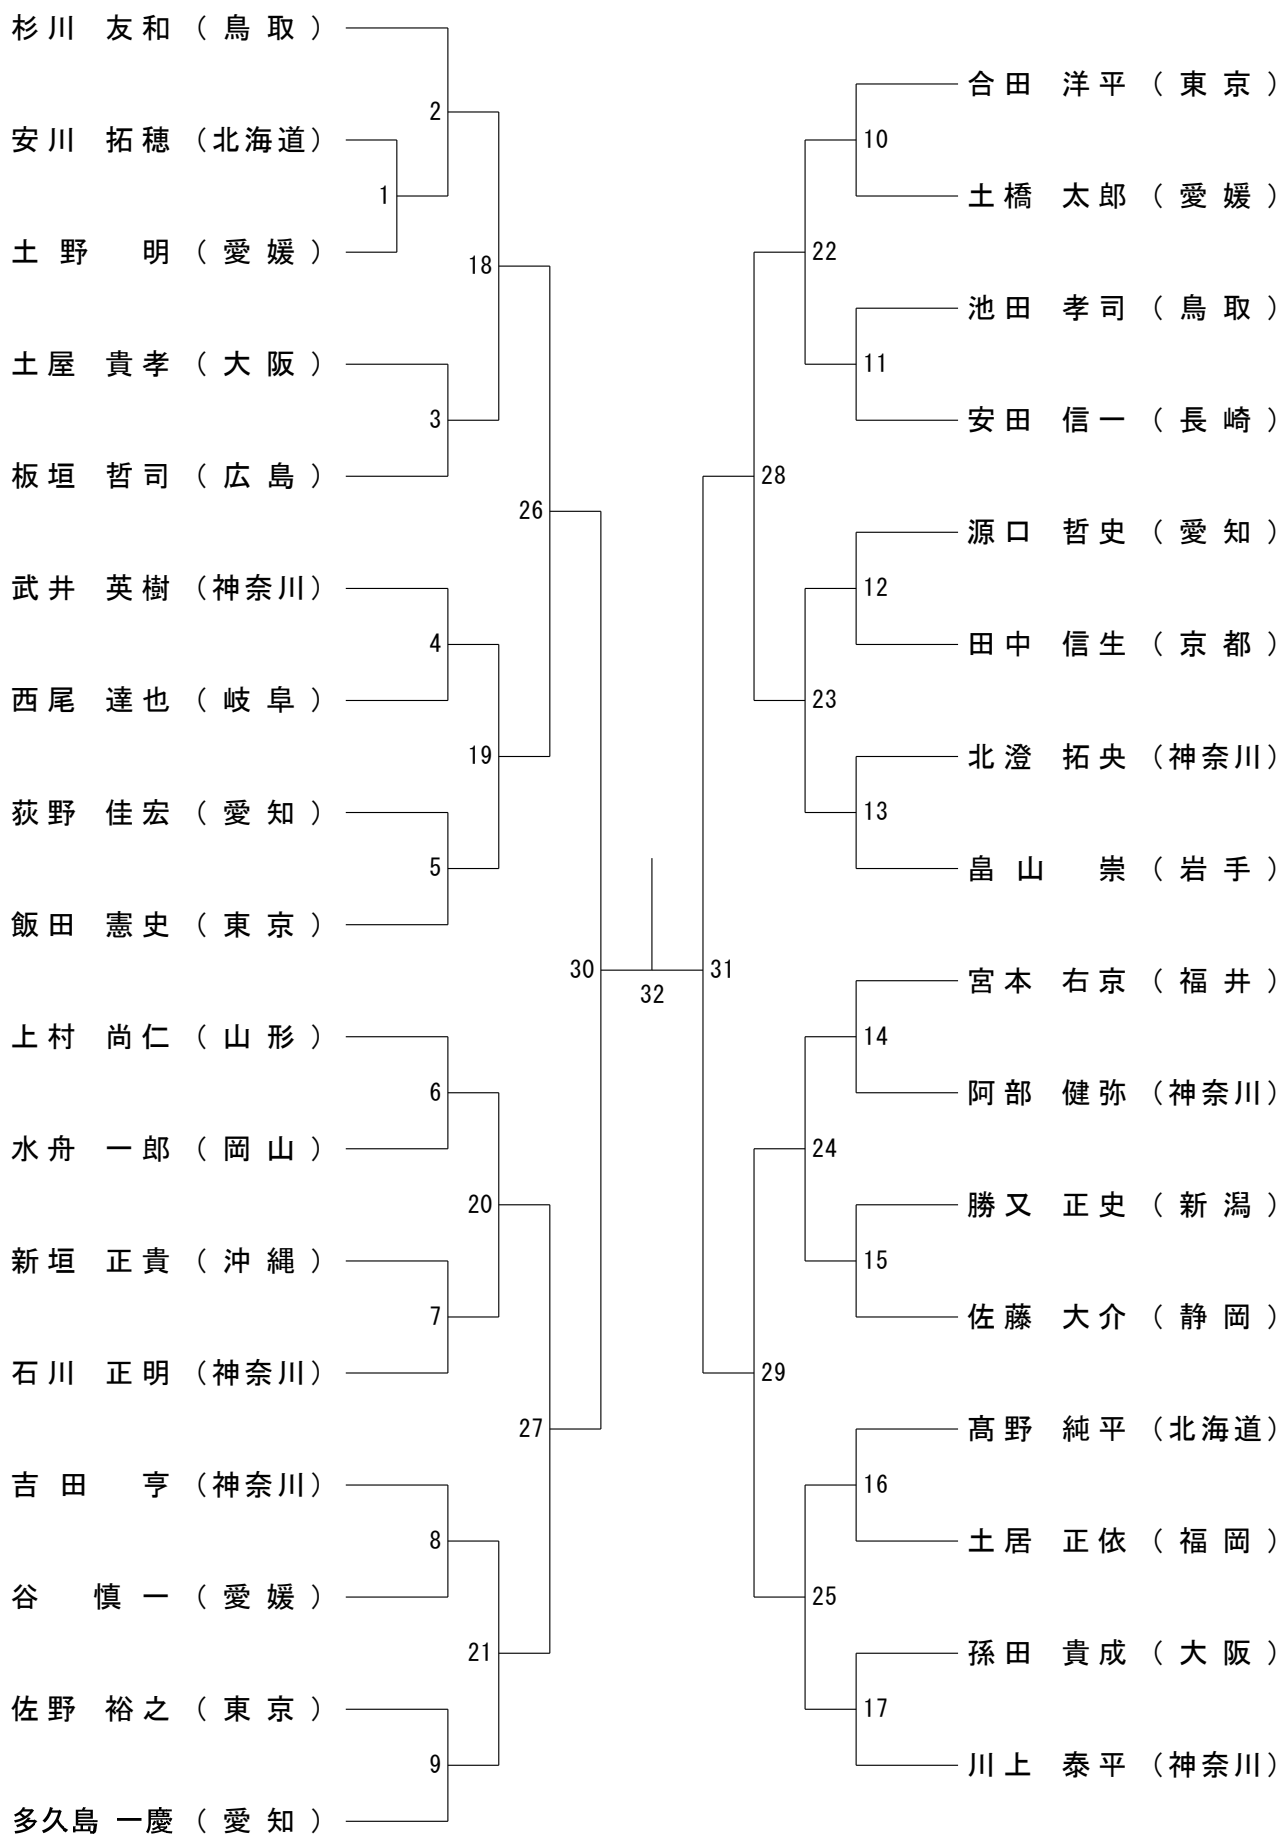 杉川 友和 （ 鳥 取 ）
2
安川 拓穂 （北海道）
1
土 野 明 （ 愛 媛 ）
18
土屋 貴孝 （ 大 阪 ）
3
板垣 哲司 （ 広 島 ）
26
武井 英樹 （神奈川）
4
西尾 達也 （ 岐 阜 ）
19
荻野 佳宏 （ 愛 知 ）
5
飯田 憲史 （ 東 京 ）
30
上村 尚仁 （ 山 形 ）
6
水舟 一郎 （ 岡 山 ）
20
新垣 正貴 （ 沖 縄 ）
7
石川 正明 （神奈川）
27
吉 田 亨 （神奈川）
8
谷 慎 一 （ 愛 媛 ）
21
佐野 裕之 （ 東 京 ）
9
多久島 一慶 （ 愛 知 ）
32
合田 洋平 （ 東 京 ）
10
土橋 太郎 （ 愛 媛 ）
22
池田 孝司 （ 鳥 取 ）
11
安田 信一 （ 長 崎 ）
28
源口 哲史 （ 愛 知 ）
12
田中 信生 （ 京 都 ）
23
北澄 拓央 （神奈川）
13
畠 山 崇 （ 岩 手 ）
31
宮本 右京 （ 福 井 ）
14
阿部 健弥 （神奈川）
24
勝又 正史 （ 新 潟 ）
15
佐藤 大介 （ 静 岡 ）
29
髙野 純平 （北海道）
16
土居 正依 （ 福 岡 ）
25
孫田 貴成 （ 大 阪 ）
17
川上 泰平 （神奈川）